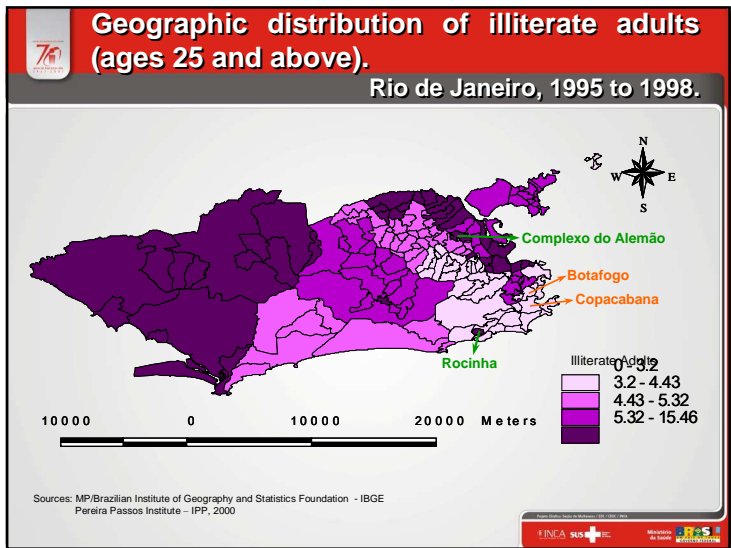 Geographic distribution of illiterate adults
(ages 25 and above).
Rio de Janeiro, 1995 to 1998.
N
W E
S
Complexo do Alemão
Botafogo
Copacabana
Rocinha
Illiterate Adults
0 - 3.2
3.2 - 4.43
4.43 - 5.32
5.32 - 15.46
10000 0 10000 20000 Meters
Sources: MP/Brazilian Institute of Geography and Statistics Foundation - IBGE
Pereira Passos Institute – IPP, 2000
INCA SUS Ministério da Saúde BRASIL
GOVERNO FEDERAL